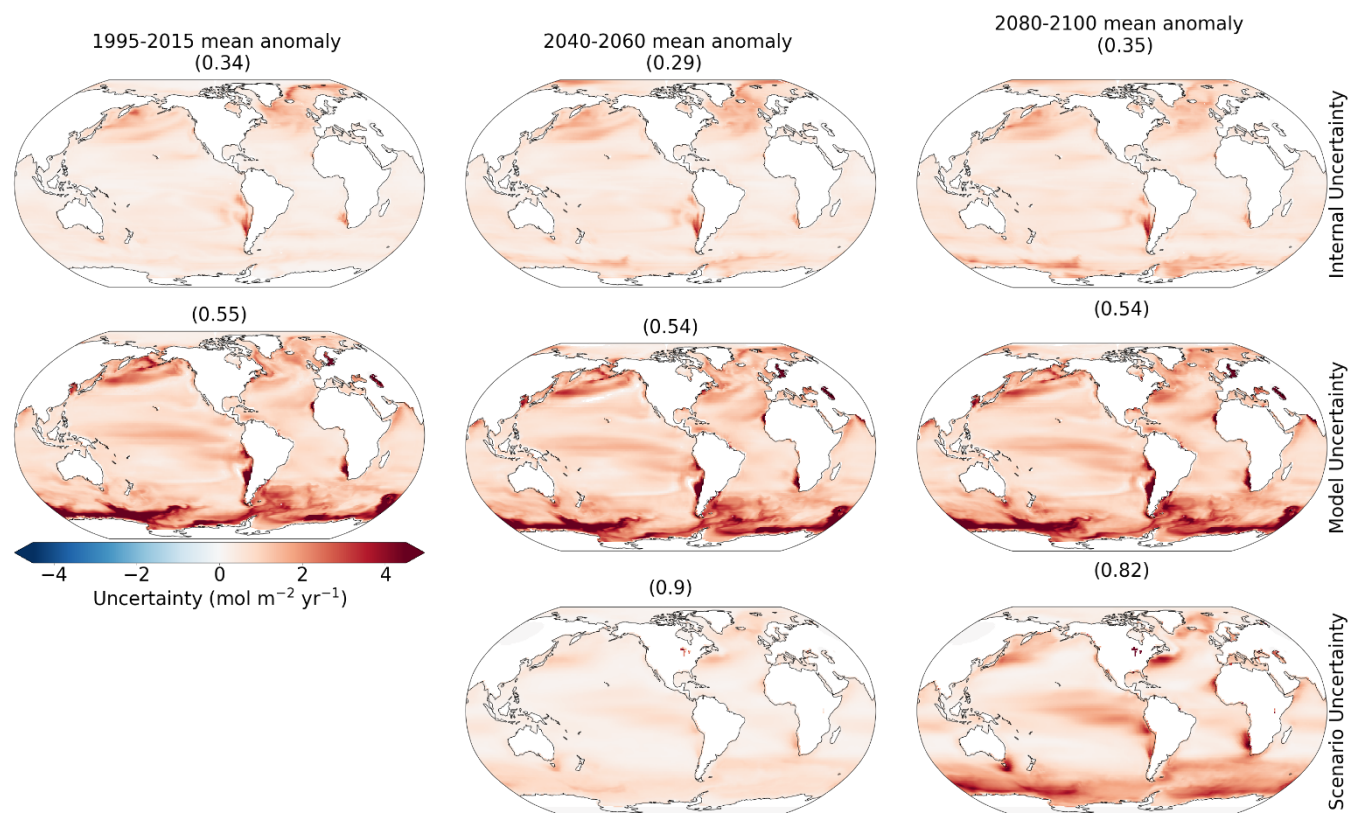 1995-2015 mean anomaly
(0.34)
2040-2060 mean anomaly
(0.29)
2080-2100 mean anomaly
(0.35)
Internal Uncertainty
(0.55)
(0.54)
(0.54)
Model Uncertainty
−4 −2 0 2 4
Uncertainty (mol m⁻² yr⁻¹)
(0.9)
(0.82)
Scenario Uncertainty